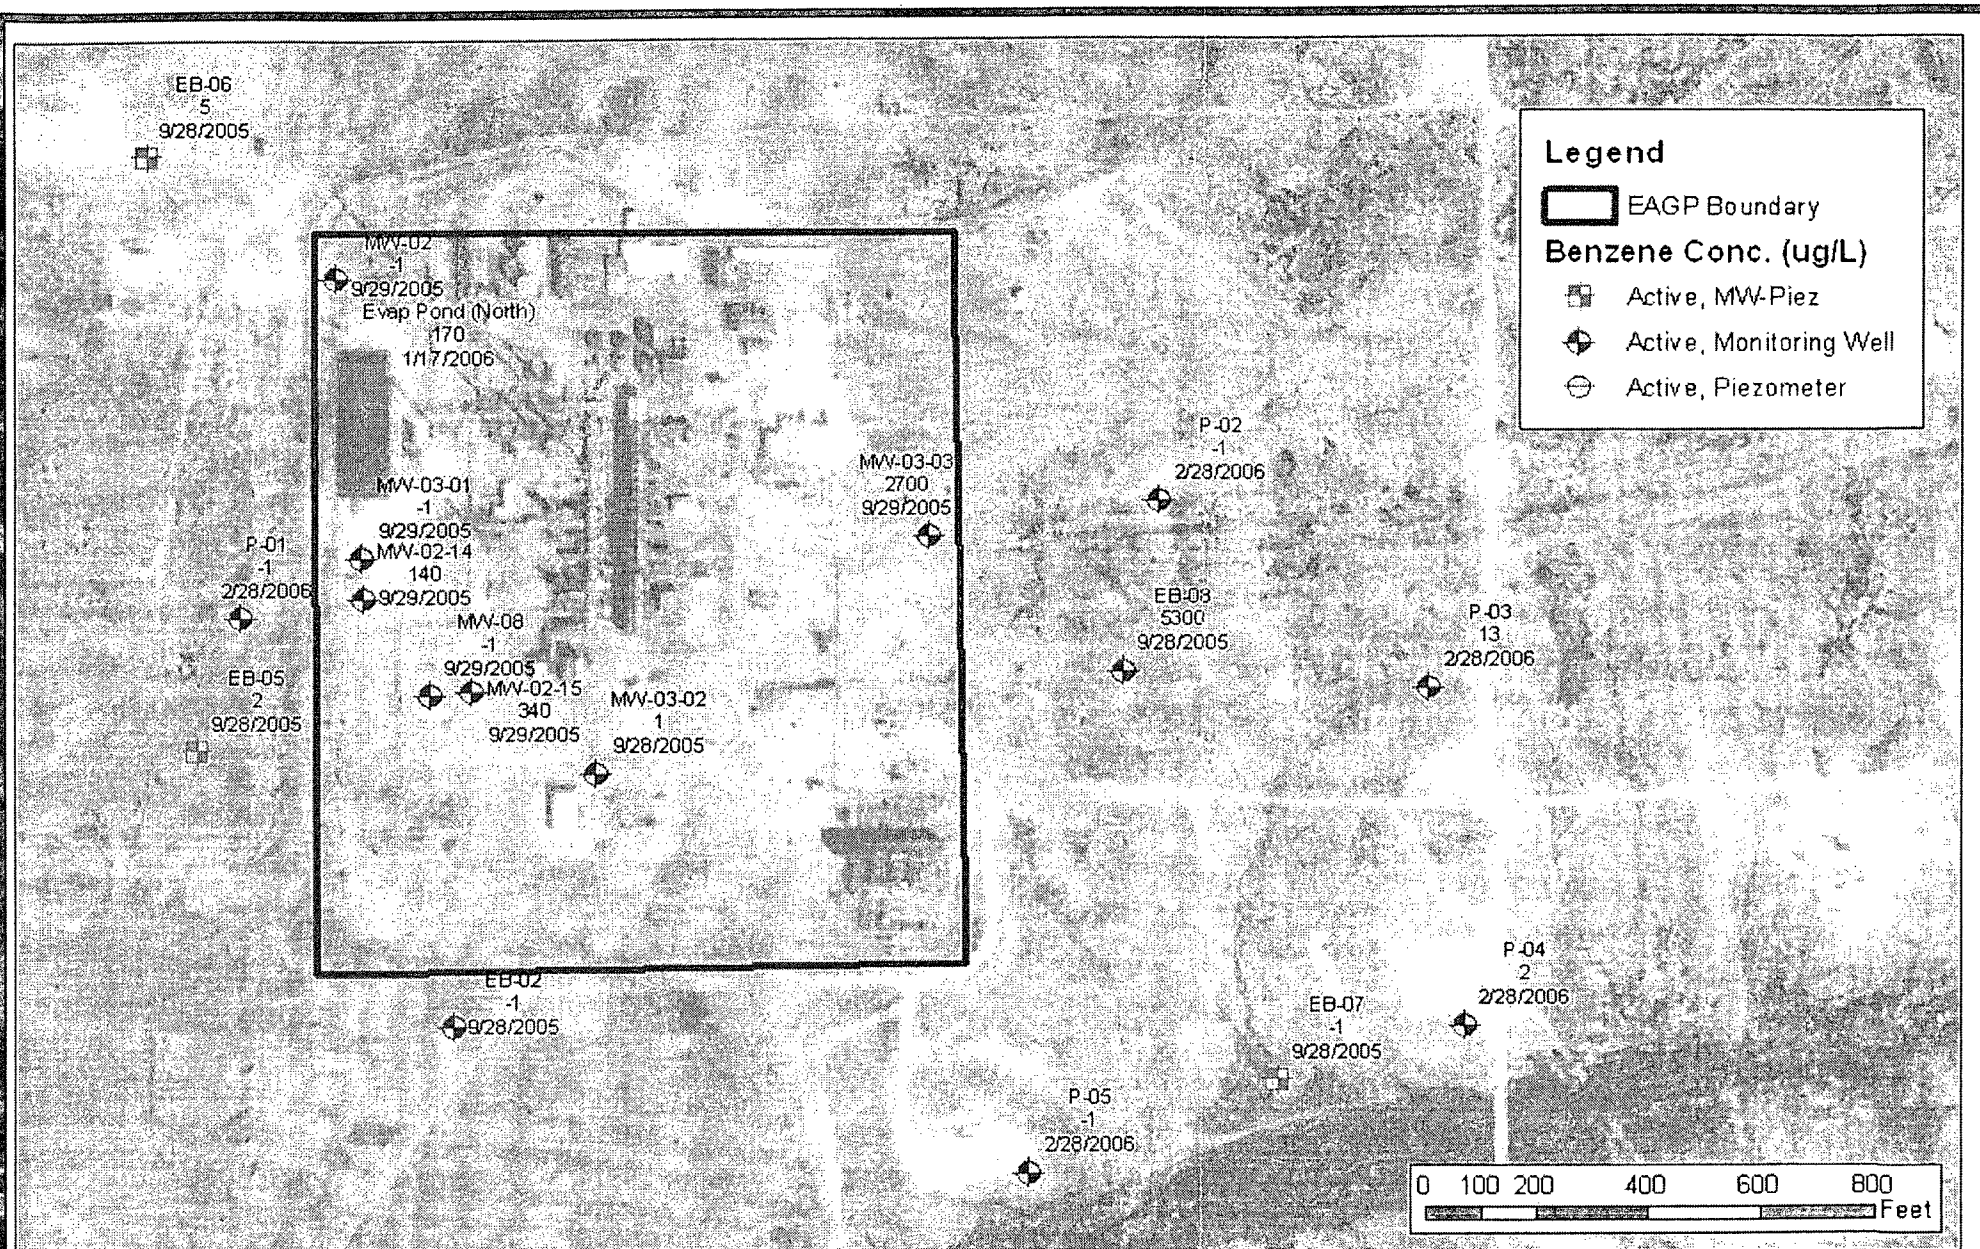 EB-06
5
9/28/2005
Legend
EAGP Boundary
Benzene Conc. (ug/L)
Active, MW-Piez
Active, Monitoring Well
Active, Piezometer
MW-02
-1
9/29/2005
Evap Pond (North)
170
1/17/2006
P-02
-1
2/28/2006
MW-03-03
2700
9/29/2005
MW-03-01
-1
9/29/2005
MW-02-14
140
9/29/2005
P-01
-1
2/28/2006
EB-08
5300
9/28/2005
P-03
13
2/28/2006
MW-08
-1
9/29/2005
EB-05
2
9/28/2005
MW-02-15
340
9/29/2005
MW-03-02
1
9/28/2005
EB-02
-1
9/28/2005
P-04
2
2/28/2006
EB-07
-1
9/28/2005
P-05
-1
2/28/2006
0 100 200 400 600 800
Feet